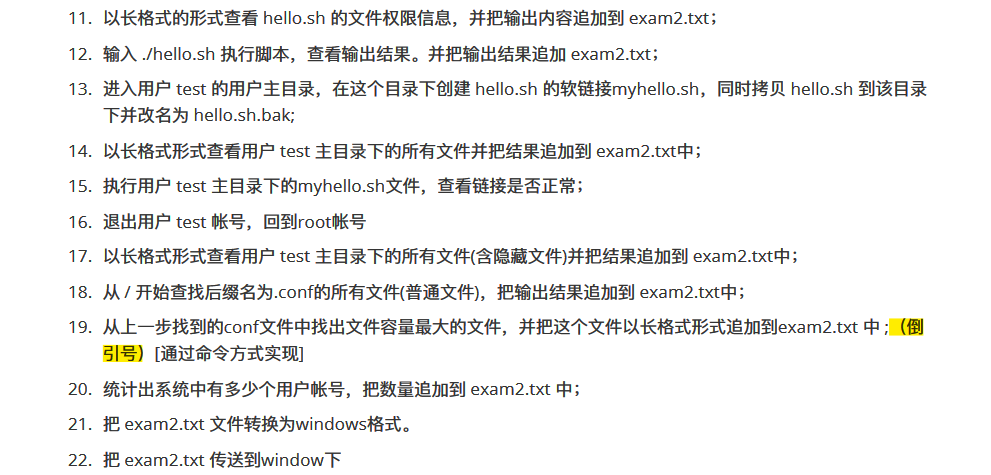 11. 以长格式的形式查看 hello.sh 的文件权限信息，并把输出内容追加到 exam2.txt；
12. 输入 ./hello.sh 执行脚本，查看输出结果。并把输出结果追加 exam2.txt；
13. 进入用户 test 的用户主目录，在这个目录下创建 hello.sh 的软链接myhello.sh，同时拷贝 hello.sh 到该目录
下并改名为 hello.sh.bak;
14. 以长格式形式查看用户 test 主目录下的所有文件并把结果追加到 exam2.txt中；
15. 执行用户 test 主目录下的myhello.sh文件，查看链接是否正常；
16. 退出用户 test 帐号，回到root帐号
17. 以长格式形式查看用户 test 主目录下的所有文件(含隐藏文件)并把结果追加到 exam2.txt中；
18. 从 / 开始查找后缀名为.conf的所有文件(普通文件)，把输出结果追加到 exam2.txt中；
19. 从上一步找到的conf文件中找出文件容量最大的文件，并把这个文件以长格式形式追加到exam2.txt 中 ;（倒
引号）[通过命令方式实现]
20. 统计出系统中有多少个用户帐号，把数量追加到 exam2.txt 中；
21. 把 exam2.txt 文件转换为windows格式。
22. 把 exam2.txt 传送到window下